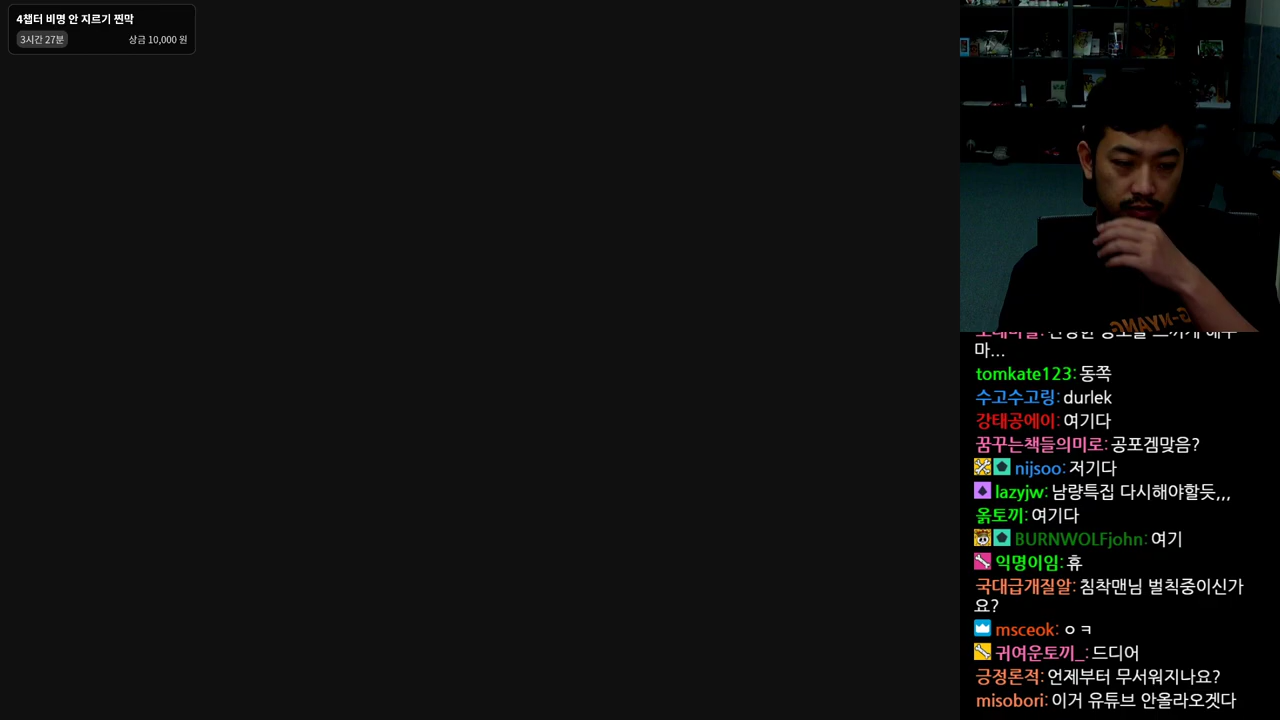 4챕터 비명 안 지르기 찐막
3시간 27분 상금 10,000 원
마...
tomkate123: 동쪽
수고수고링: durlek
강태공에이: 여기다
꿈꾸는책들의미로: 공포겜맞음?
nijsoo: 저기다
lazyjw: 남량특집 다시해야할듯,,,
옭토끼: 여기다
BURNWOLFjohn: 여기
익명이임: 휴
국대급개질알: 침착맨님 벌칙중이신가
요?
msceok: ㅇㅋ
귀여운토끼_: 드디어
긍정론적: 언제부터 무서워지나요?
misobori: 이거 유튜브 안올라오겟다